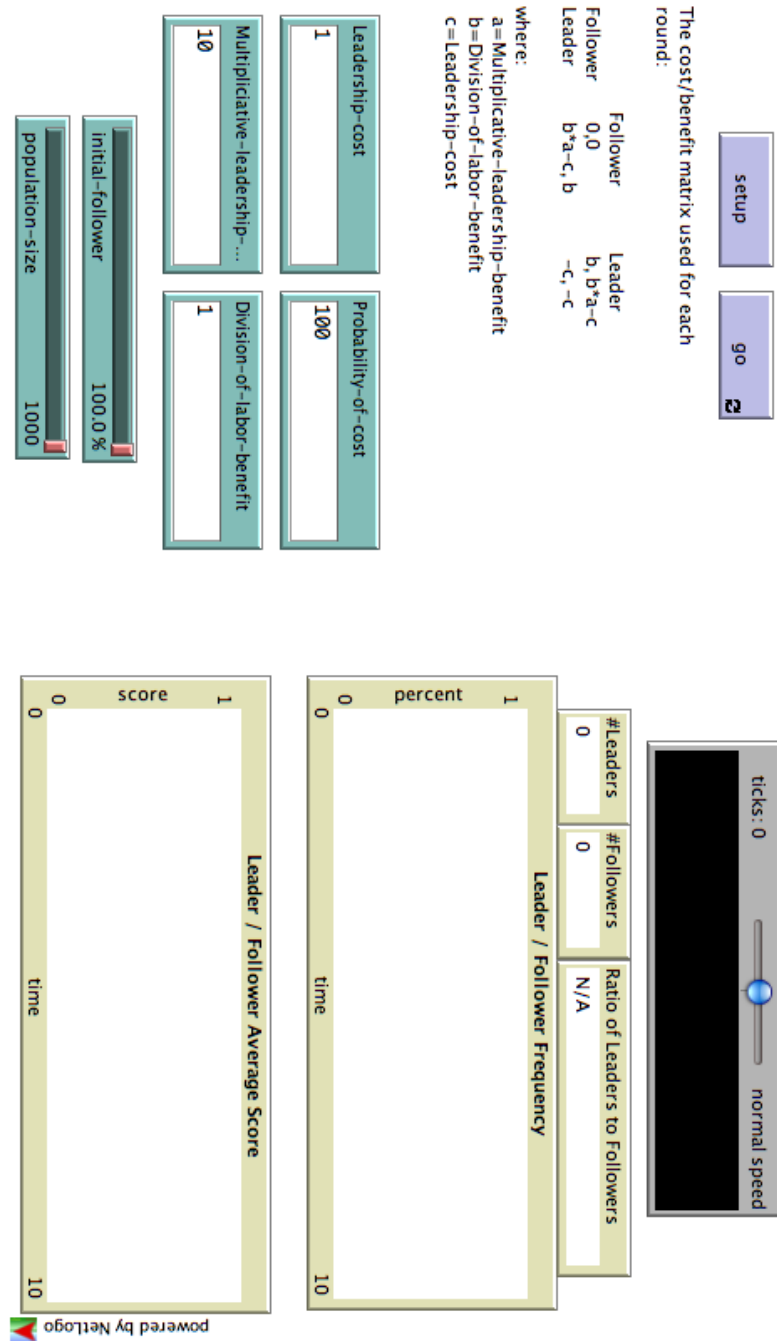 setup
go
The cost/benefit matrix used for each
round:
Follower Leader
Follower 0,0 b, b*a-c
Leader b*a-c, b -c, -c
where:
a=Multiplicative-leadership-benefit
b=Division-of-labor-benefit
c=Leadership-cost
Leadership-cost
1
Probability-of-cost
100
Multipliciative-leadership-...
10
Division-of-labor-benefit
1
initial-follower 100.0 %
population-size 1000
ticks: 0
normal speed
#Leaders
0
#Followers
0
Ratio of Leaders to Followers
N/A
Leader / Follower Frequency
1
percent
0
0 time 10
Leader / Follower Average Score
1
score
0
0 time 10
powered by NetLogo